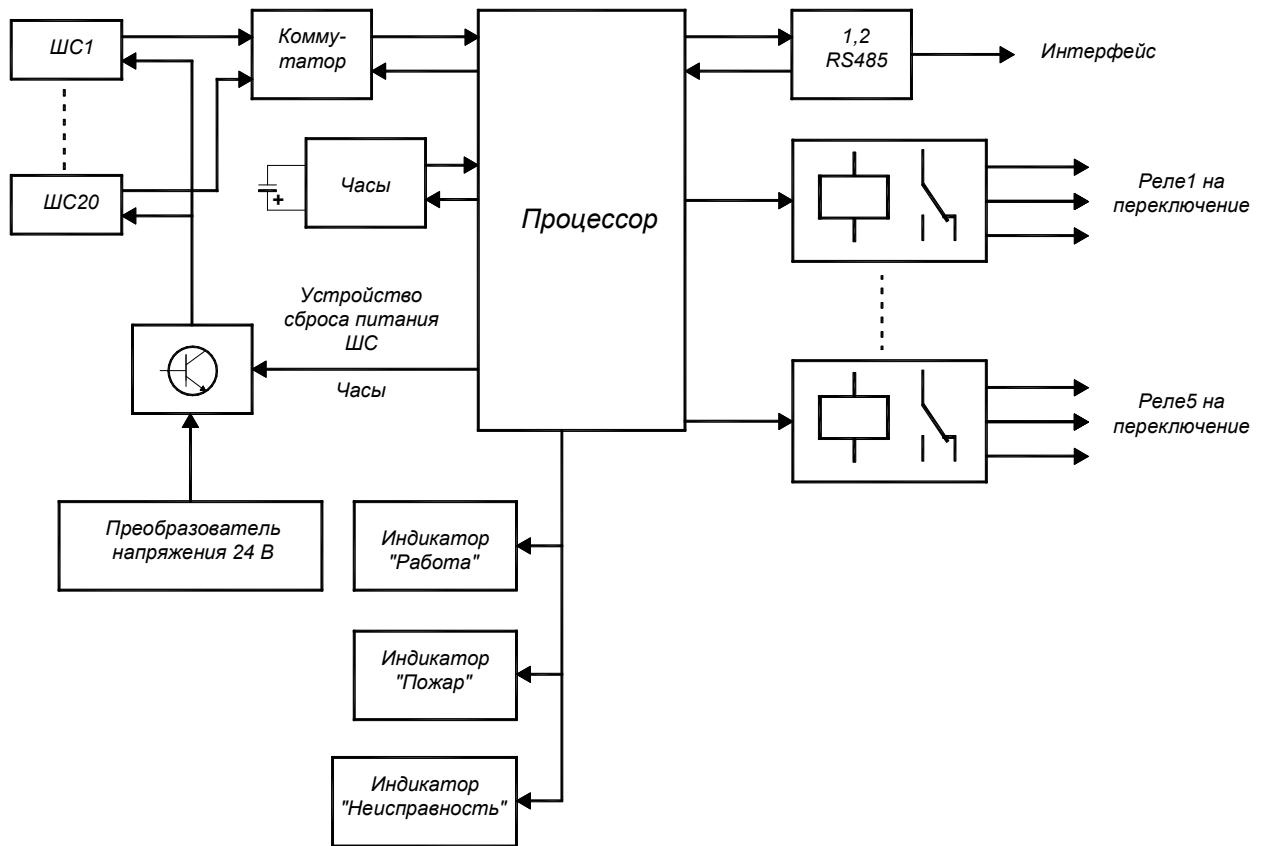 ШС1
Комму-
татор
1,2
RS485
Интерфейс
Часы
+
ШС20
Процессор
Реле1 на
переключение
Устройство
сброса питания
ШС
Часы
Реле5 на
переключение
Преобразователь
напряжения 24 В
Индикатор
"Работа"
Индикатор
"Пожар"
Индикатор
"Неисправность"